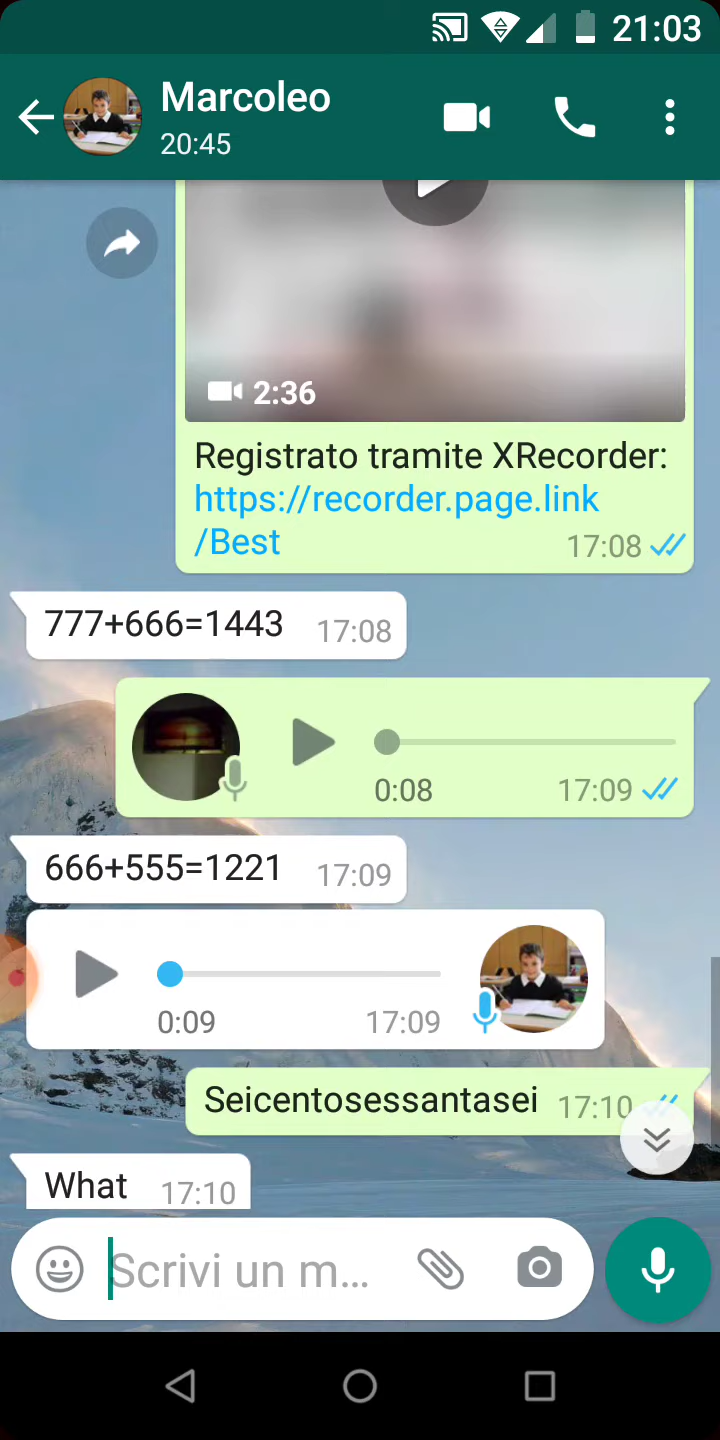 21:03
Marcoleo
20:45
2:36
Registrato tramite XRecorder:
https://recorder.page.link
/Best
17:08
777+666=1443 17:08
0:08 17:09
666+555=1221 17:09
0:09 17:09
Seicentosessantasei 17:10
What 17:10
Scrivi un m...